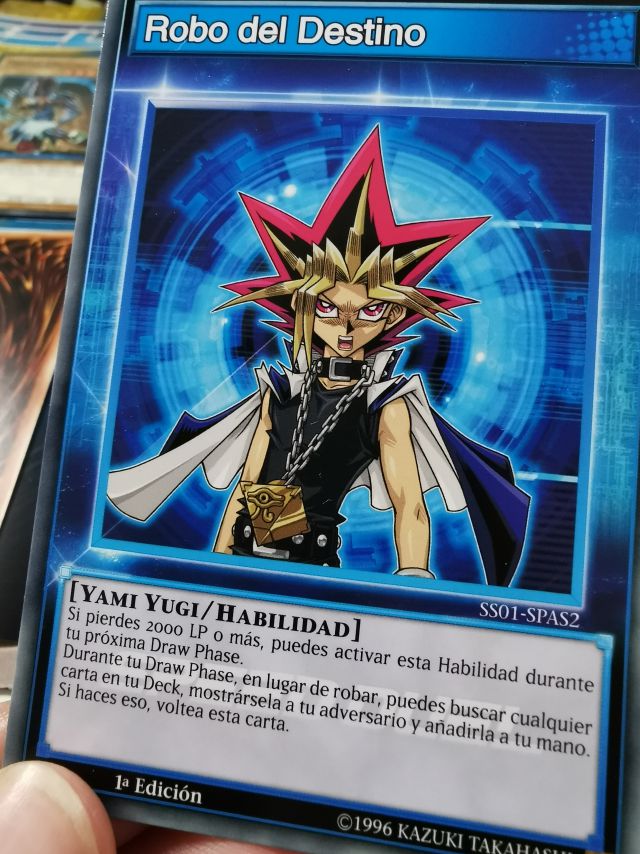 Robo del Destino
SS01-SPAS2
[YAMI YUGI/HABILIDAD]
Si pierdes 2000 LP o más, puedes activar esta Habilidad durante
tu próxima Draw Phase.
Durante tu Draw Phase, en lugar de robar, puedes buscar cualquier
carta en tu Deck, mostrársela a tu adversario y añadirla a tu mano.
Si haces eso, voltea esta carta.
1a Edición
©1996 KAZUKI TAKAHASHI